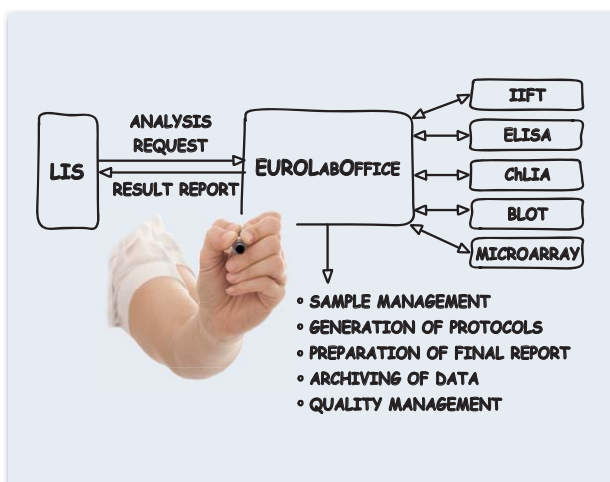 LIS
ANALYSIS
REQUEST
RESULT REPORT
EUROLABOFFICE
IIFT
ELISA
ChLIA
BLOT
MICROARRAY
• SAMPLE MANAGEMENT
• GENERATION OF PROTOCOLS
• PREPARATION OF FINAL REPORT
• ARCHIVING OF DATA
• QUALITY MANAGEMENT